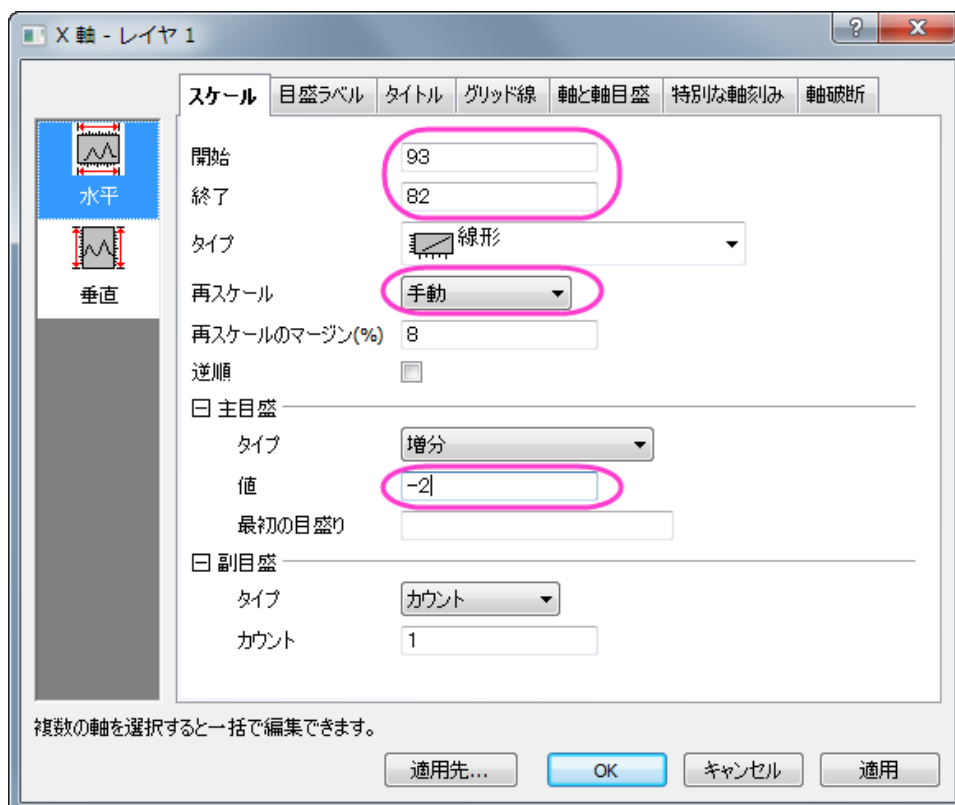 X 軸 - レイヤ 1
?
スケール 目盛ラベル タイトル グリッド線 軸と軸目盛 特別な軸刻み 軸破断
水平
垂直
開始 93
終了 82
タイプ 線形
再スケール 手動
再スケールのマージン(%) 8
逆順
主目盛
タイプ 増分
値 -2
最初の目盛り
副目盛
タイプ カウント
カウント 1
複数の軸を選択すると一括で編集できます。
適用先... OK キャンセル 適用